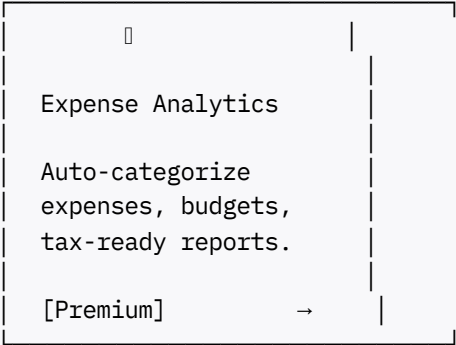 Expense Analytics
Auto-categorize
expenses, budgets,
tax-ready reports.
[Premium] →